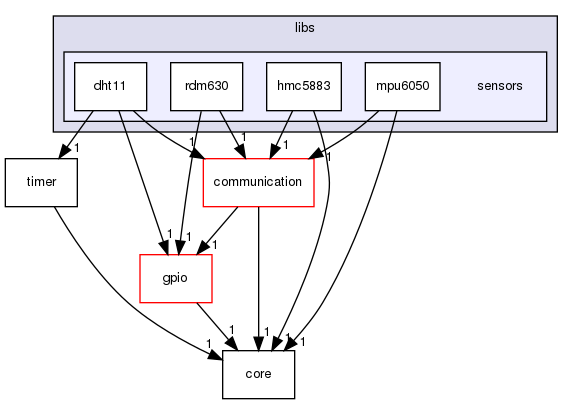 libs
dht11
rdm630
hmc5883
mpu6050
sensors
1
1
1
1
1
timer
communication
1
1
1
gpio
1
1
1
1
1
core